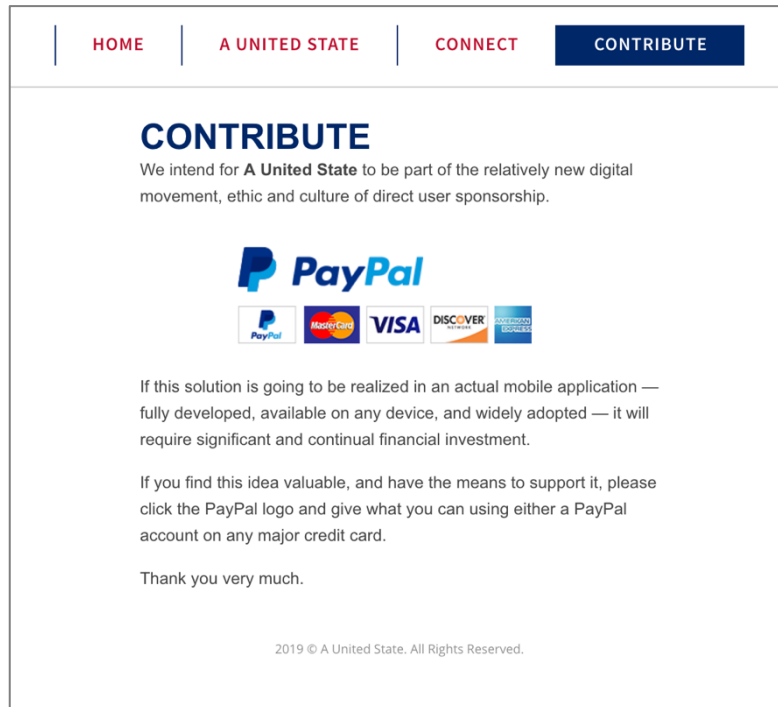 HOME
A UNITED STATE
CONNECT
CONTRIBUTE
CONTRIBUTE
We intend for A United State to be part of the relatively new digital
movement, ethic and culture of direct user sponsorship.
PayPal
PayPal
MasterCard
VISA
DISCOVER
NETWORK
AMERICAN
EXPRESS
If this solution is going to be realized in an actual mobile application —
fully developed, available on any device, and widely adopted — it will
require significant and continual financial investment.
If you find this idea valuable, and have the means to support it, please
click the PayPal logo and give what you can using either a PayPal
account on any major credit card.
Thank you very much.
2019 © A United State. All Rights Reserved.